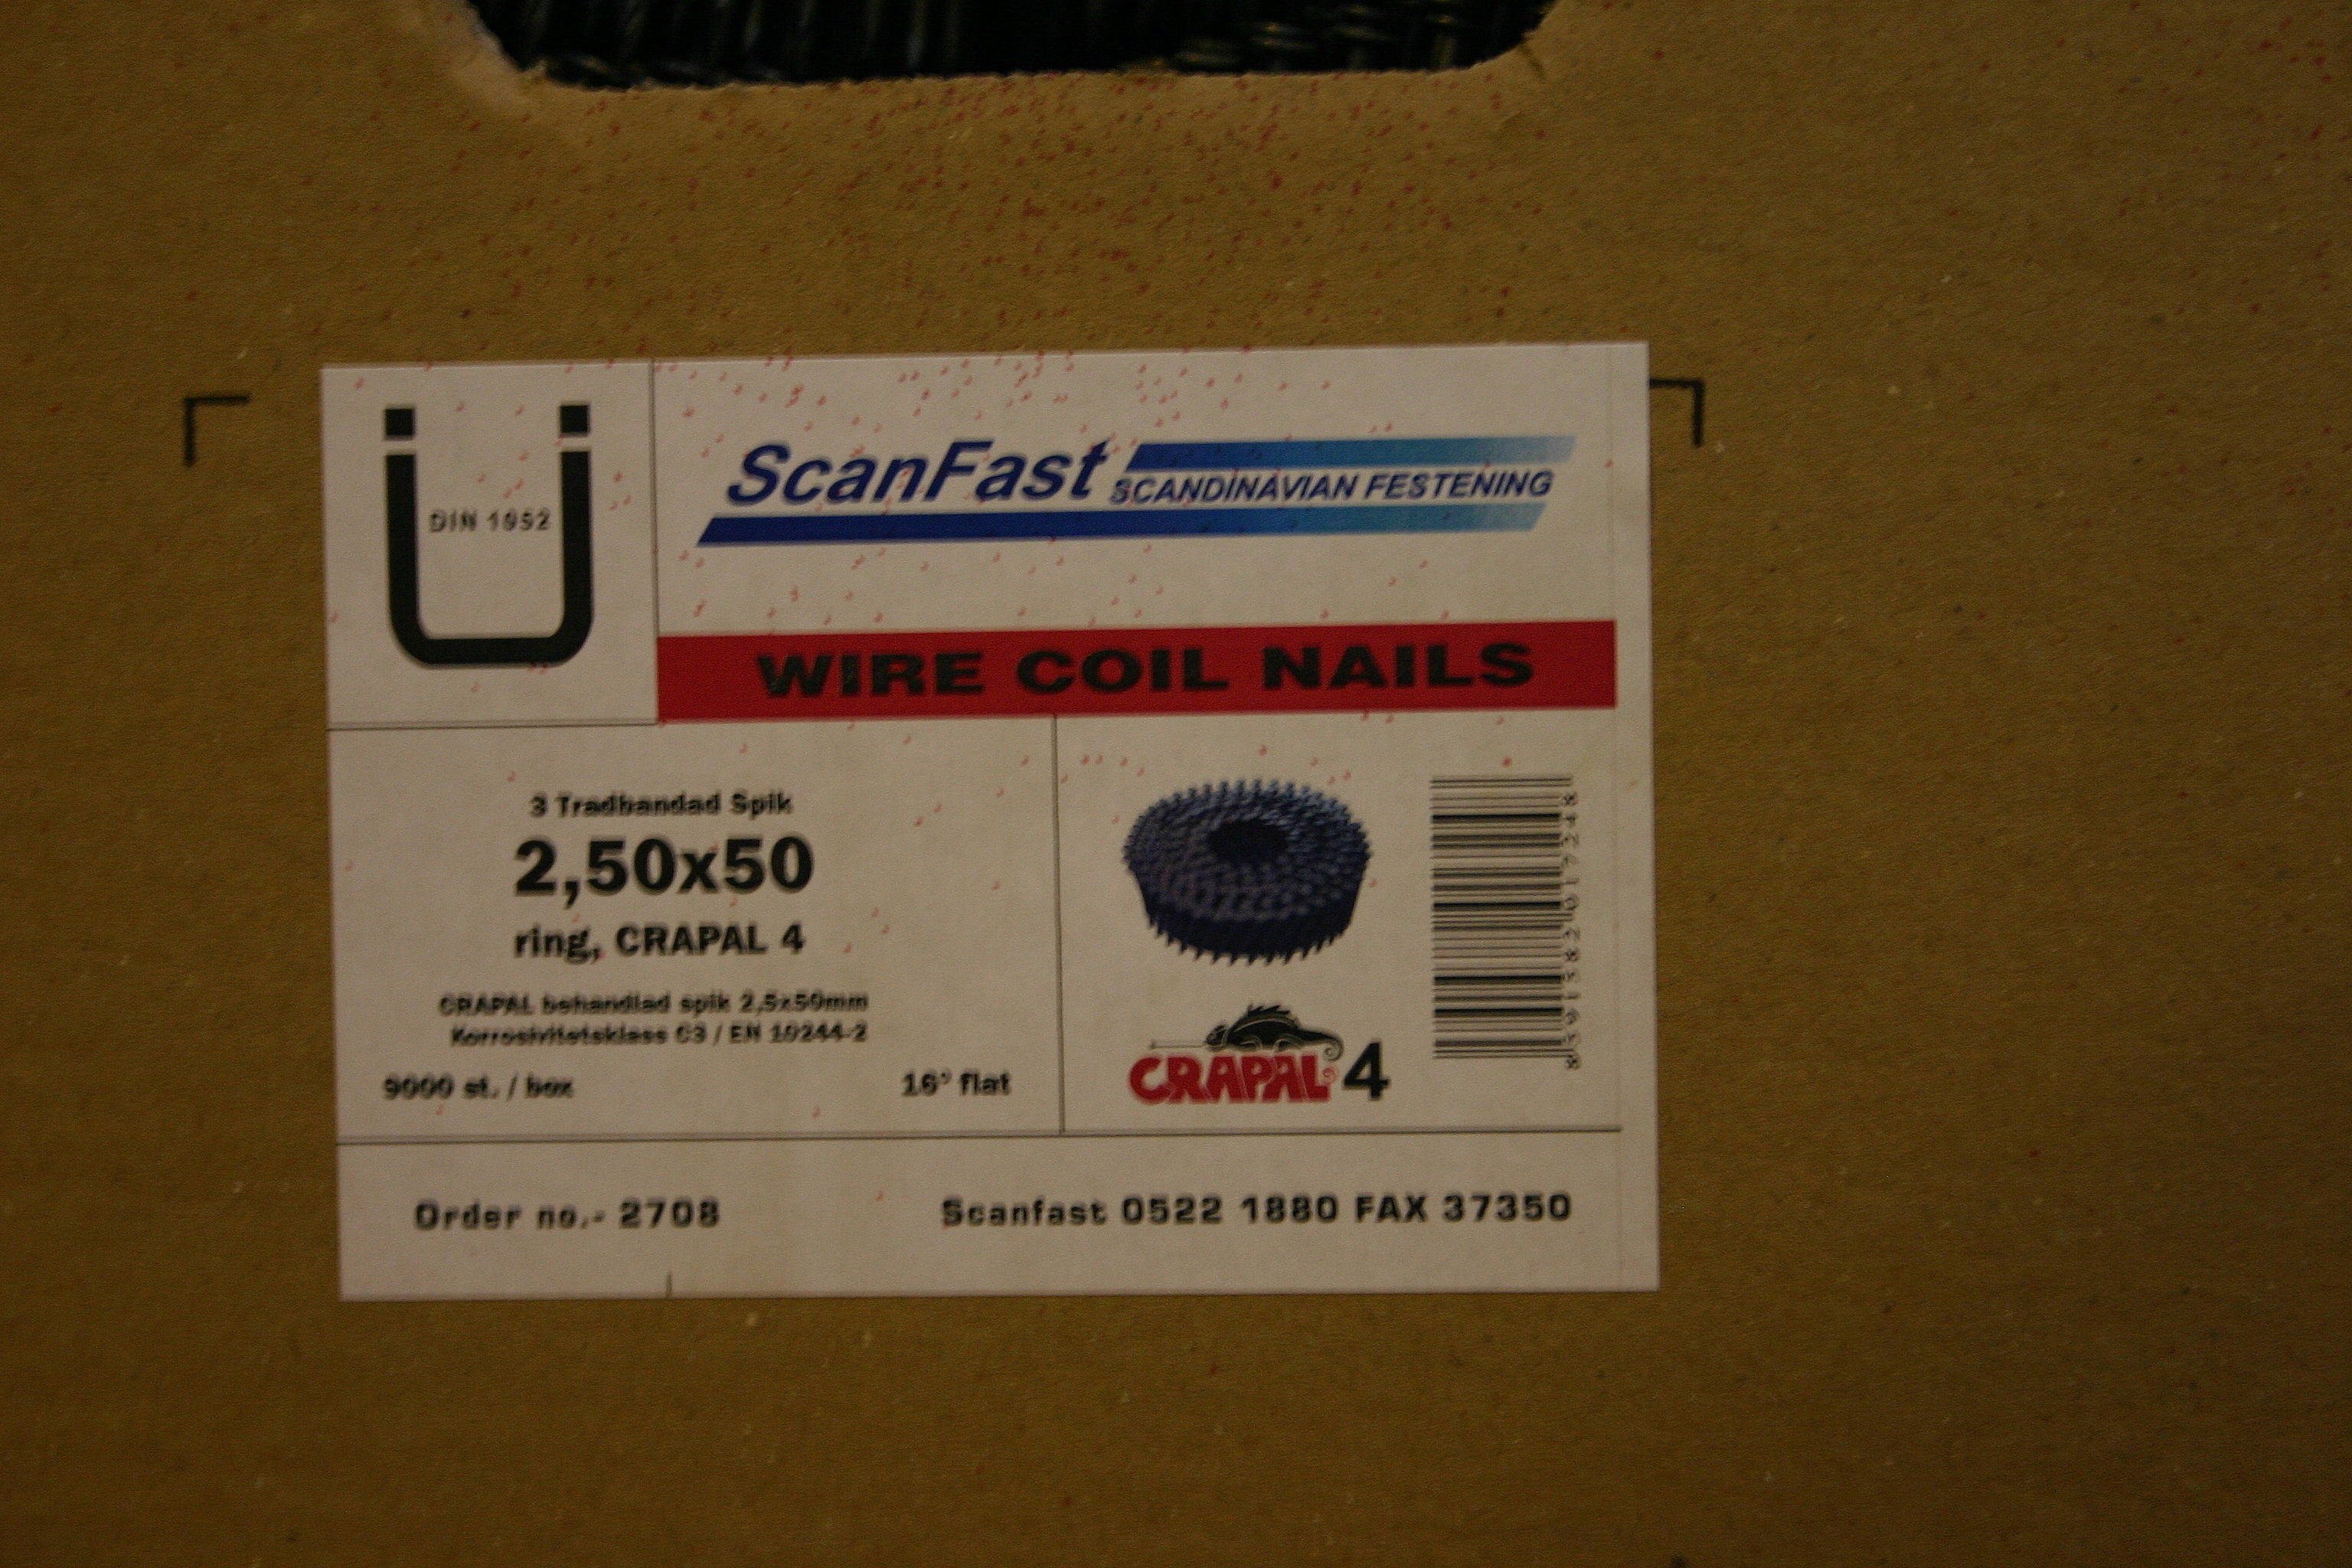 DIN 1052
ScanFast
SCANDINAVIAN FESTENING
WIRE COIL NAILS
3 Tradbandad Spik
2,50x50
ring, CRAPAL 4
CRAPAL behandlad spik 2,5x50mm
Korrosivitetsklass C3 / EN 10244-2
9000 st. / box
16° flat
CRAPAL® 4
Order no.- 2708
Scanfast 0522 1880 FAX 37350